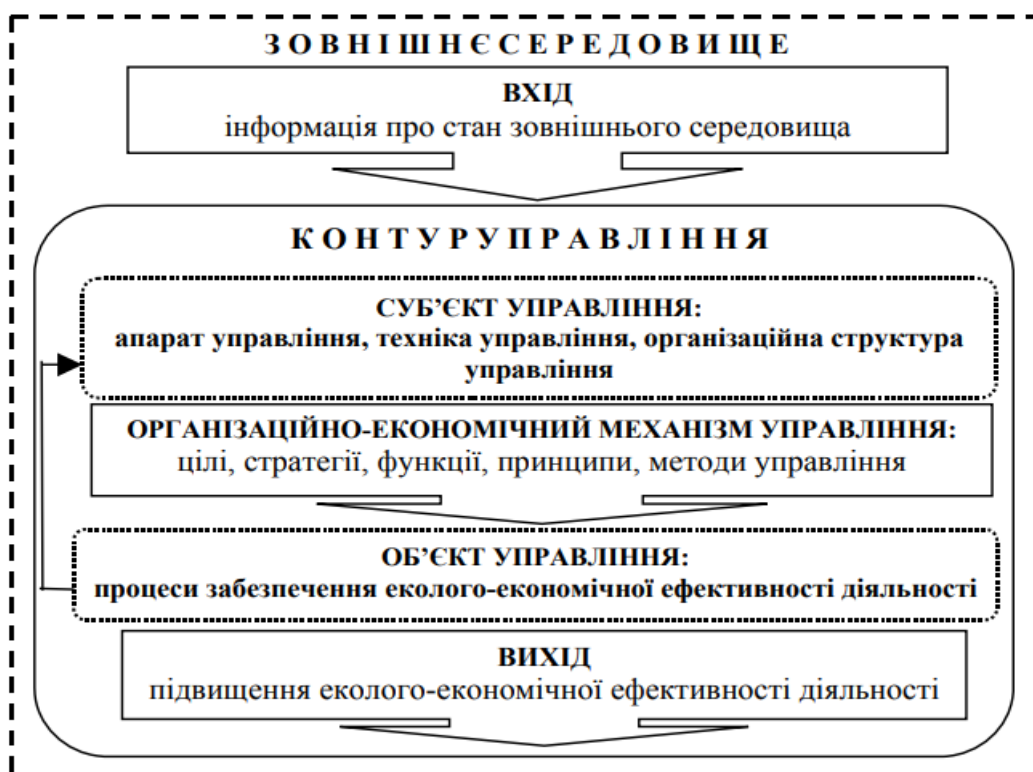 З О В Н І Ш Н Є С Е Р Е Д О В И Щ Е
ВХІД
інформація про стан зовнішнього середовища
К О Н Т У Р У П Р А В Л І Н Н Я
СУБ’ЄКТ УПРАВЛІННЯ:
апарат управління, техніка управління, організаційна структура
управління
ОРГАНІЗАЦІЙНО-ЕКОНОМІЧНИЙ МЕХАНІЗМ УПРАВЛІННЯ:
цілі, стратегії, функції, принципи, методи управління
ОБ’ЄКТ УПРАВЛІННЯ:
процеси забезпечення еколого-економічної ефективності діяльності
ВИХІД
підвищення еколого-економічної ефективності діяльності